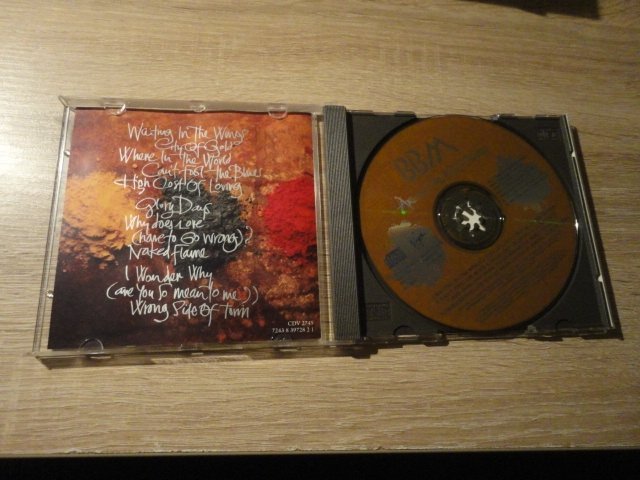 Waiting In The Wings
City Of Gold
Where In The World
Can't Fool The Blues
High Cost Of Loving
Glory Days
Why Does Love
(have to Go Wrong)?
Naked Flame
I Wonder Why
(are you so mean to me?)
Wrong Side Of Town
CDV 2745
7243 8 39728 2 1
BBM